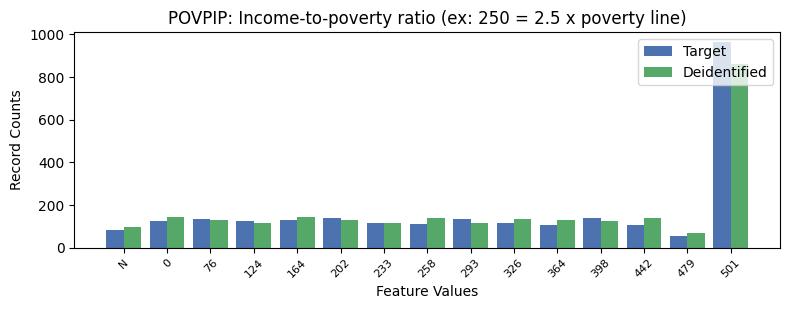 POVPIP: Income-to-poverty ratio (ex: 250 = 2.5 x poverty line)
Target
Deidentified
Record Counts
1000
800
600
400
200
0
N 0 76 124 164 202 233 258 293 326 364 398 442 479 501
Feature Values